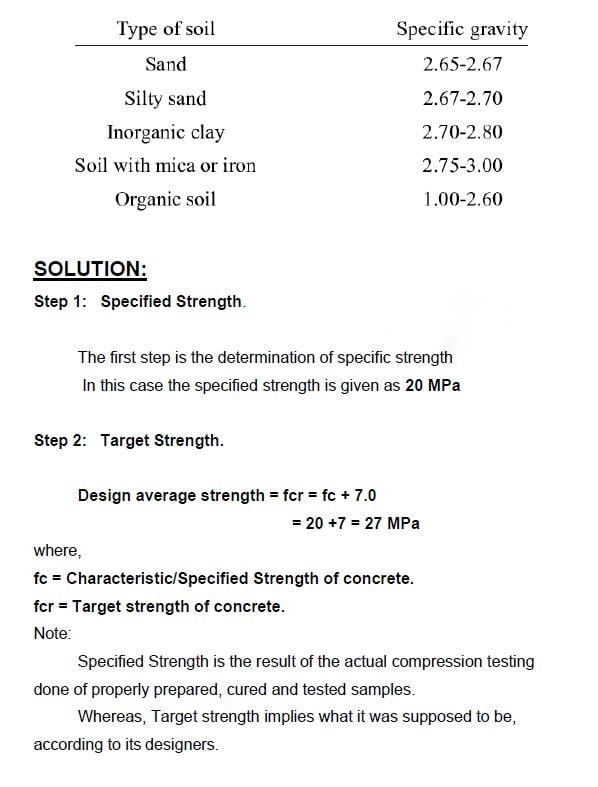 Type of soil Specific gravity
Sand 2.65-2.67
Silty sand 2.67-2.70
Inorganic clay 2.70-2.80
Soil with mica or iron 2.75-3.00
Organic soil 1.00-2.60
SOLUTION:
Step 1: Specified Strength.
The first step is the determination of specific strength
In this case the specified strength is given as 20 MPa
Step 2: Target Strength.
Design average strength = fcr = fc + 7.0
= 20 +7 = 27 MPa
where,
fc = Characteristic/Specified Strength of concrete.
fcr = Target strength of concrete.
Note:
Specified Strength is the result of the actual compression testing
done of properly prepared, cured and tested samples.
Whereas, Target strength implies what it was supposed to be,
according to its designers.